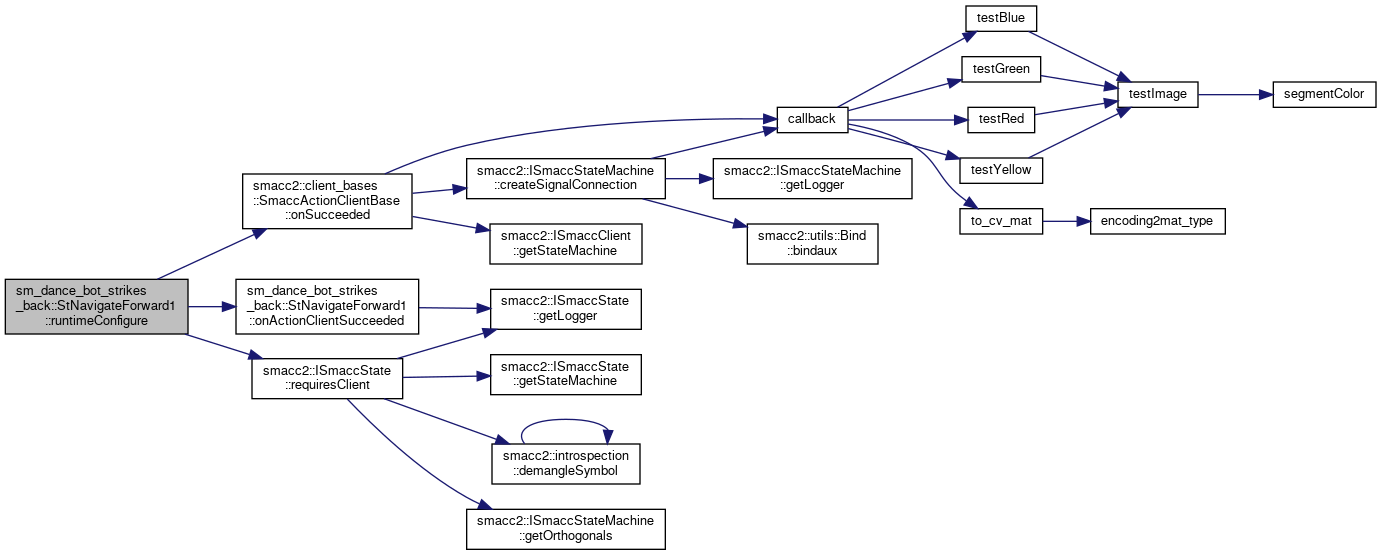 testBlue
testGreen
testImage
segmentColor
callback
testRed
smacc2::ISmaccStateMachine
::createSignalConnection
smacc2::ISmaccStateMachine
::getLogger
testYellow
smacc2::client_bases
::SmaccActionClientBase
::onSucceeded
to_cv_mat
encoding2mat_type
smacc2::ISmaccClient
::getStateMachine
smacc2::utils::Bind
::bindaux
sm_dance_bot_strikes
_back::StNavigateForward1
::runtimeConfigure
sm_dance_bot_strikes
_back::StNavigateForward1
::onActionClientSucceeded
smacc2::ISmaccState
::getLogger
smacc2::ISmaccState
::requiresClient
smacc2::ISmaccState
::getStateMachine
smacc2::introspection
::demangleSymbol
smacc2::ISmaccStateMachine
::getOrthogonals